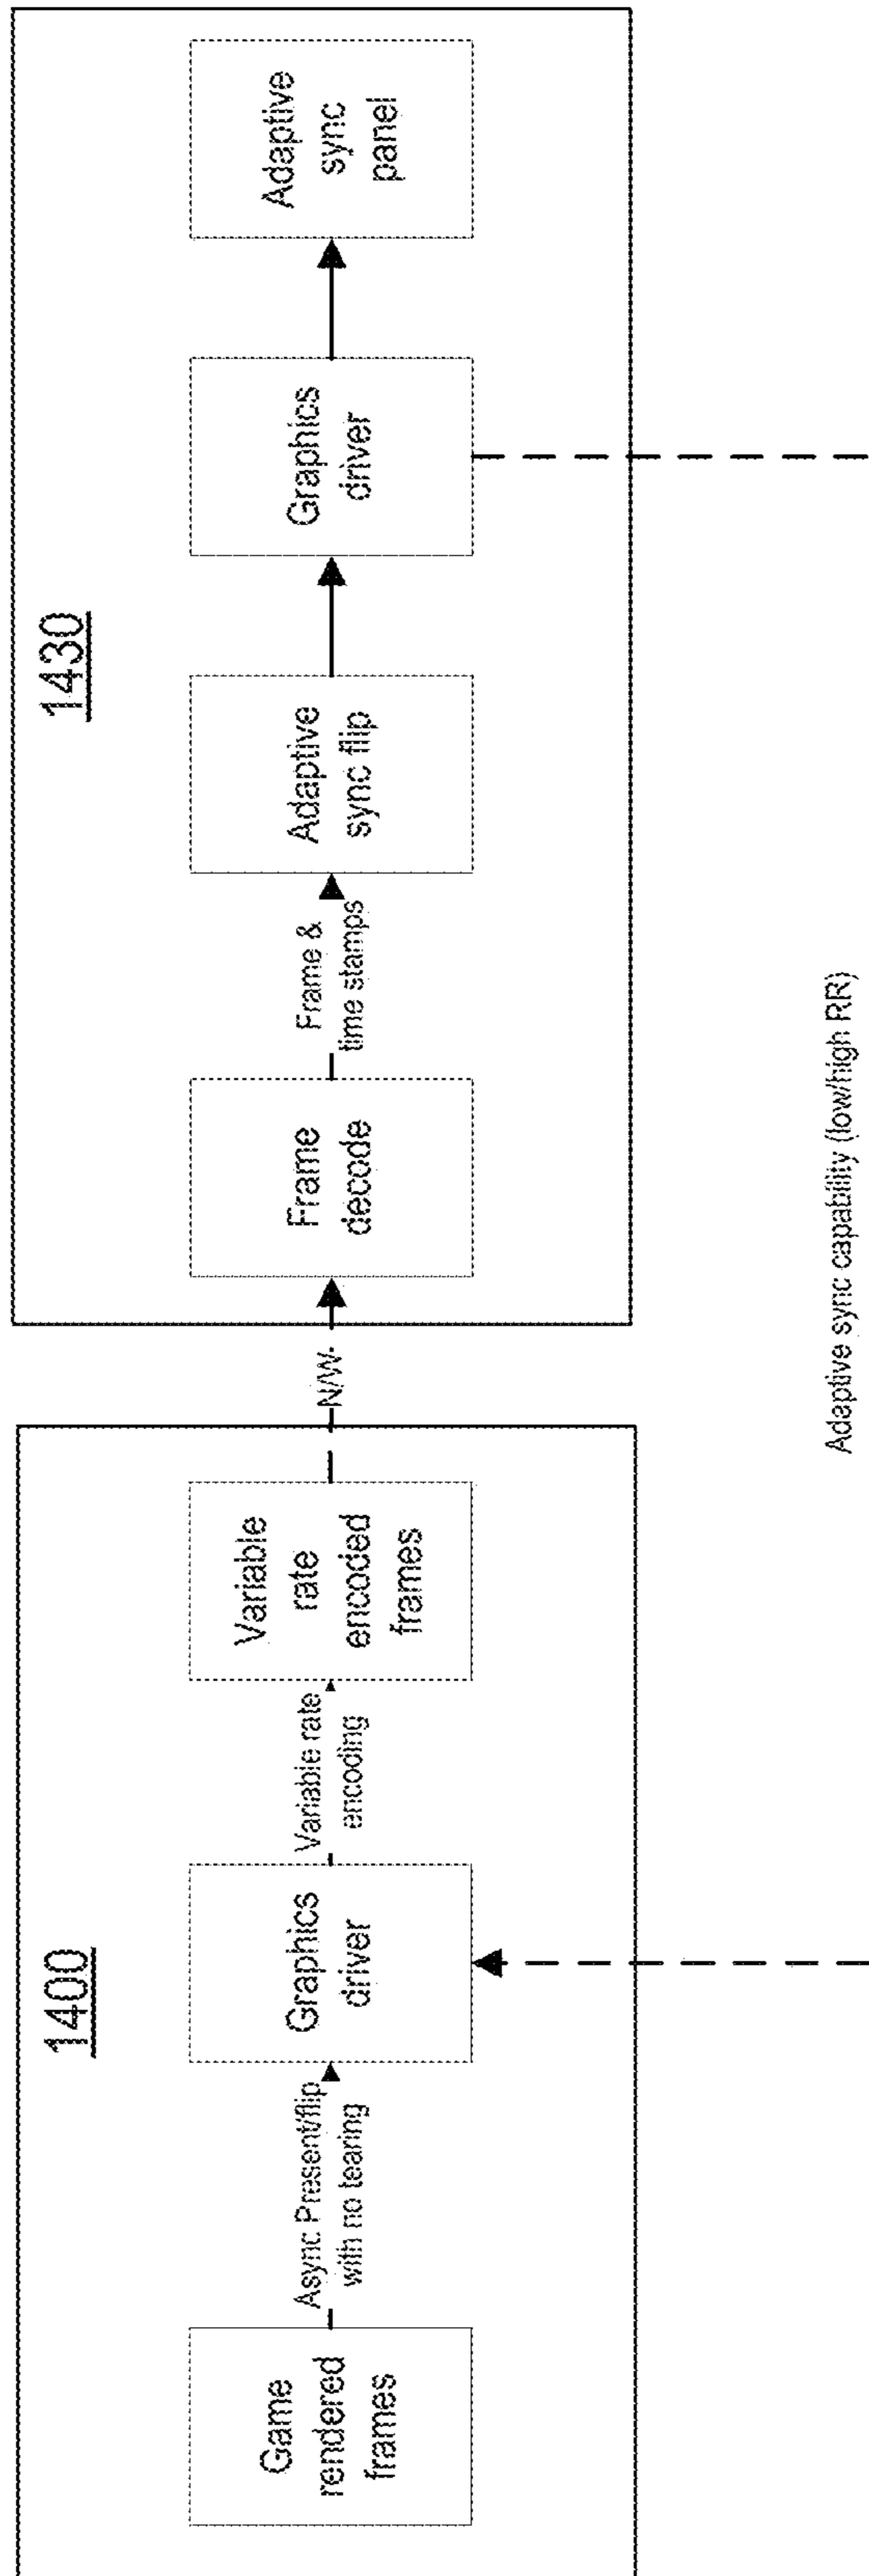 1400
Game
rendered
frames
Async Present/flip
with no tearing
Graphics
driver
Variable rate
encoding
Variable
rate
encoded
frames
N/W
1430
Frame
decode
Frame &
time stamps
Adaptive
sync flip
Graphics
driver
Adaptive
sync
panel
Adaptive sync capability (low/high RR)